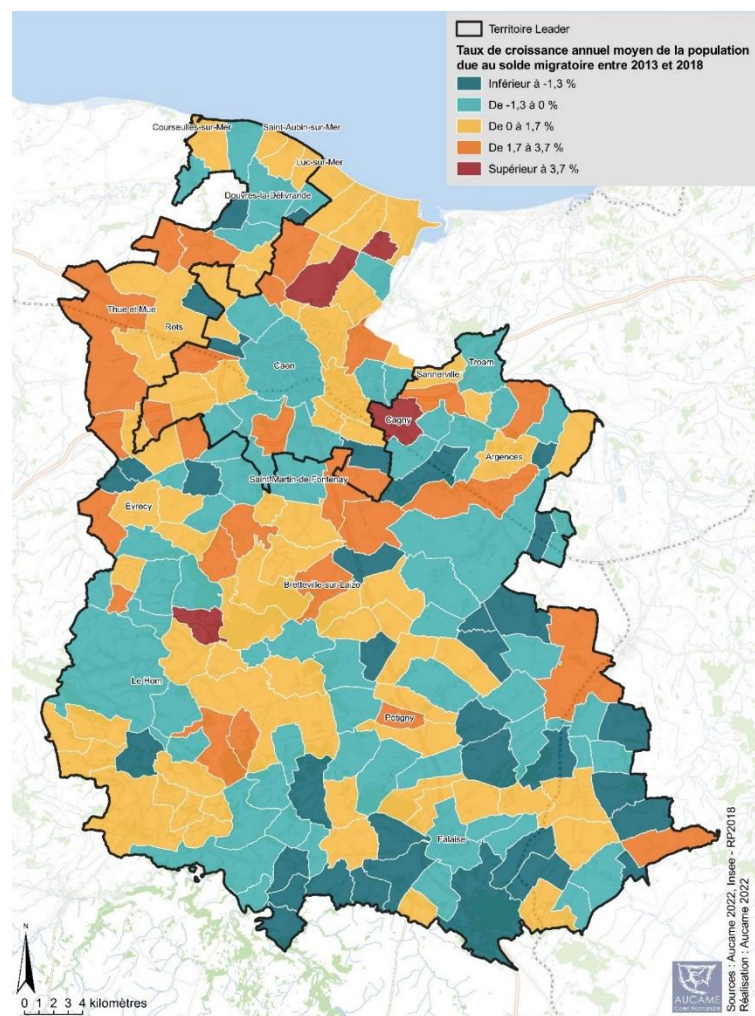 Territoire Leader
Taux de croissance annuel moyen de la population
due au solde migratoire entre 2013 et 2018
Inférieur à -1,3 %
De -1,3 à 0 %
De 0 à 1,7 %
De 1,7 à 3,7 %
Supérieur à 3,7 %
Courseulles-sur-Mer
Saint-Aubin-sur-Mer
Luc-sur-Mer
Douvres-la-Délivrande
Thue et Mue
Rots
Caen
Troarn
Sannerville
Cagny
Argences
Saint-Martin-de-Fontenay
Évrecy
Bretteville-sur-Laize
Le Hom
Potigny
Falaise
N
0 1 2 3 4 kilomètres
AUCAME
Caen Normandie
Sources : Aucame 2022, Insee - RP2018
Réalisation : Aucame 2022